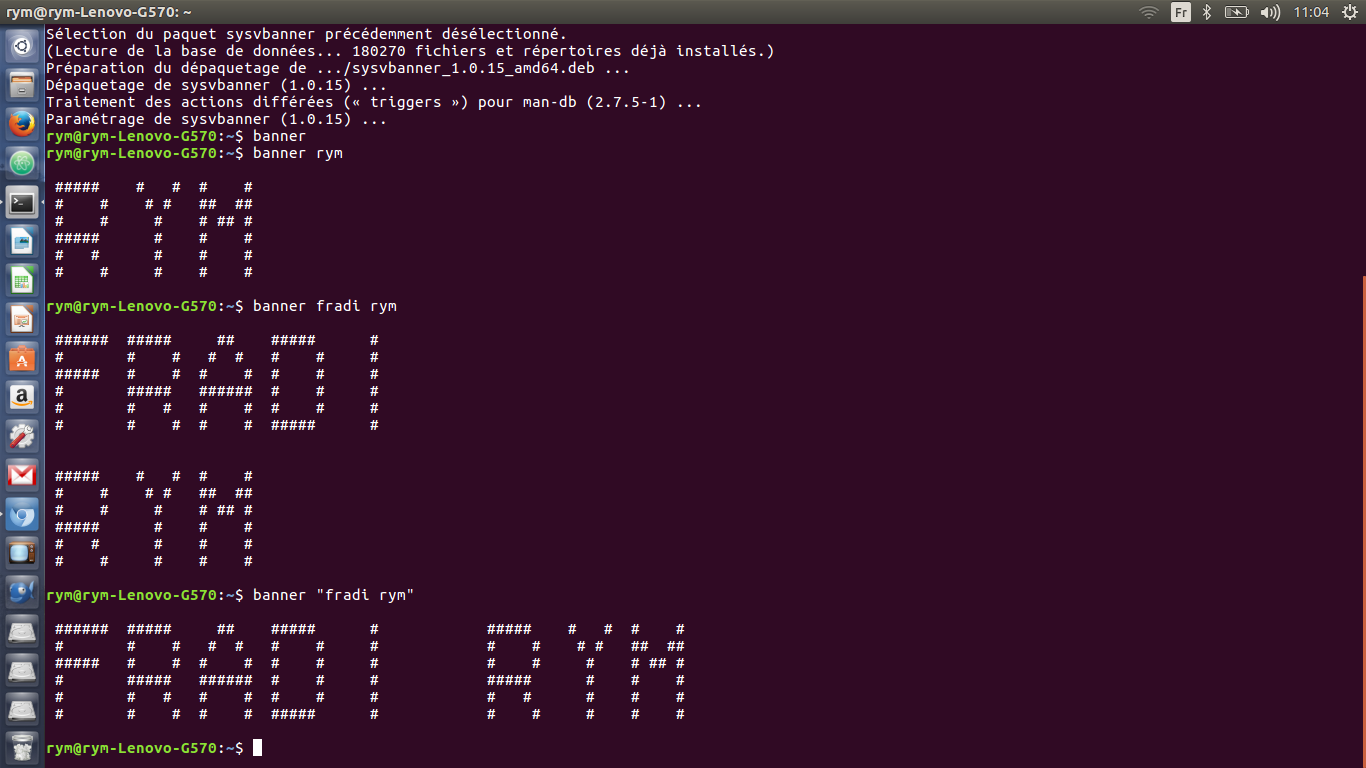 rym@rym-Lenovo-G570: ~ Fr 11:04
Sélection du paquet sysvbanner précédemment désélectionné.
(Lecture de la base de données... 180270 fichiers et répertoires déjà installés.)
Préparation du dépaquetage de .../sysvbanner_1.0.15_amd64.deb ...
Dépaquetage de sysvbanner (1.0.15) ...
Traitement des actions différées (« triggers ») pour man-db (2.7.5-1) ...
Paramétrage de sysvbanner (1.0.15) ...
rym@rym-Lenovo-G570:~$ banner
rym@rym-Lenovo-G570:~$ banner rym
 #####    #   #  #    #
 #    #    # #   ##  ##
 #    #     #    # ## #
 #####      #    #    #
 #   #      #    #    #
 #    #     #    #    #
rym@rym-Lenovo-G570:~$ banner fradi rym
 ######  #####     ##    #####      #
 #       #    #   #  #   #    #     #
 #####   #    #  #    #  #    #     #
 #       #####   ######  #    #     #
 #       #   #   #    #  #    #     #
 #       #    #  #    #  #####      #
 #####    #   #  #    #
 #    #    # #   ##  ##
 #    #     #    # ## #
 #####      #    #    #
 #   #      #    #    #
 #    #     #    #    #
rym@rym-Lenovo-G570:~$ banner "fradi rym"
 ######  #####     ##    #####      #            #####    #   #  #    #
 #       #    #   #  #   #    #     #            #    #    # #   ##  ##
 #####   #    #  #    #  #    #     #            #    #     #    # ## #
 #       #####   ######  #    #     #            #####      #    #    #
 #       #   #   #    #  #    #     #            #   #      #    #    #
 #       #    #  #    #  #####      #            #    #     #    #    #
rym@rym-Lenovo-G570:~$